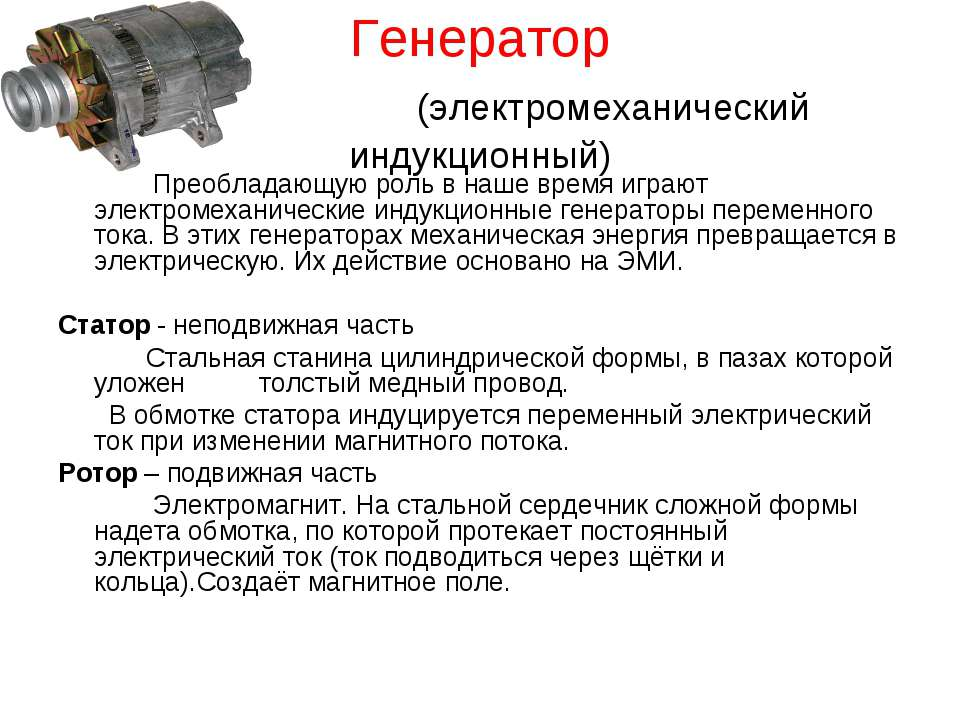 Генератор
(электромеханический
индукционный)
Преобладающую роль в наше время играют
электромеханические индукционные генераторы переменного
тока. В этих генераторах механическая энергия превращается в
электрическую. Их действие основано на ЭМИ.
Статор - неподвижная часть
Стальная станина цилиндрической формы, в пазах которой
уложен толстый медный провод.
В обмотке статора индуцируется переменный электрический
ток при изменении магнитного потока.
Ротор – подвижная часть
Электромагнит. На стальной сердечник сложной формы
надета обмотка, по которой протекает постоянный
электрический ток (ток подводиться через щётки и
кольца).Создаёт магнитное поле.